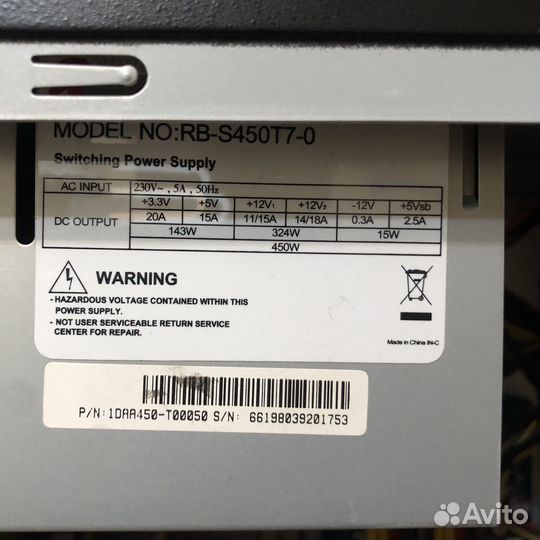 MODEL NO:RB-S450T7-0
Switching Power Supply
AC INPUT 230V~, 5A, 50Hz
DC OUTPUT +3.3V +5V +12V1 +12V2 -12V +5Vsb
20A 15A 11/15A 14/18A 0.3A 2.5A
143W 324W 15W
450W
WARNING
- HAZARDOUS VOLTAGE CONTAINED WITHIN THIS
POWER SUPPLY.
- NOT USER SERVICEABLE RETURN SERVICE
CENTER FOR REPAIR.
Made in China IN-C
P/N:1DAA450-T00050 S/N: 66198039201753
Avito